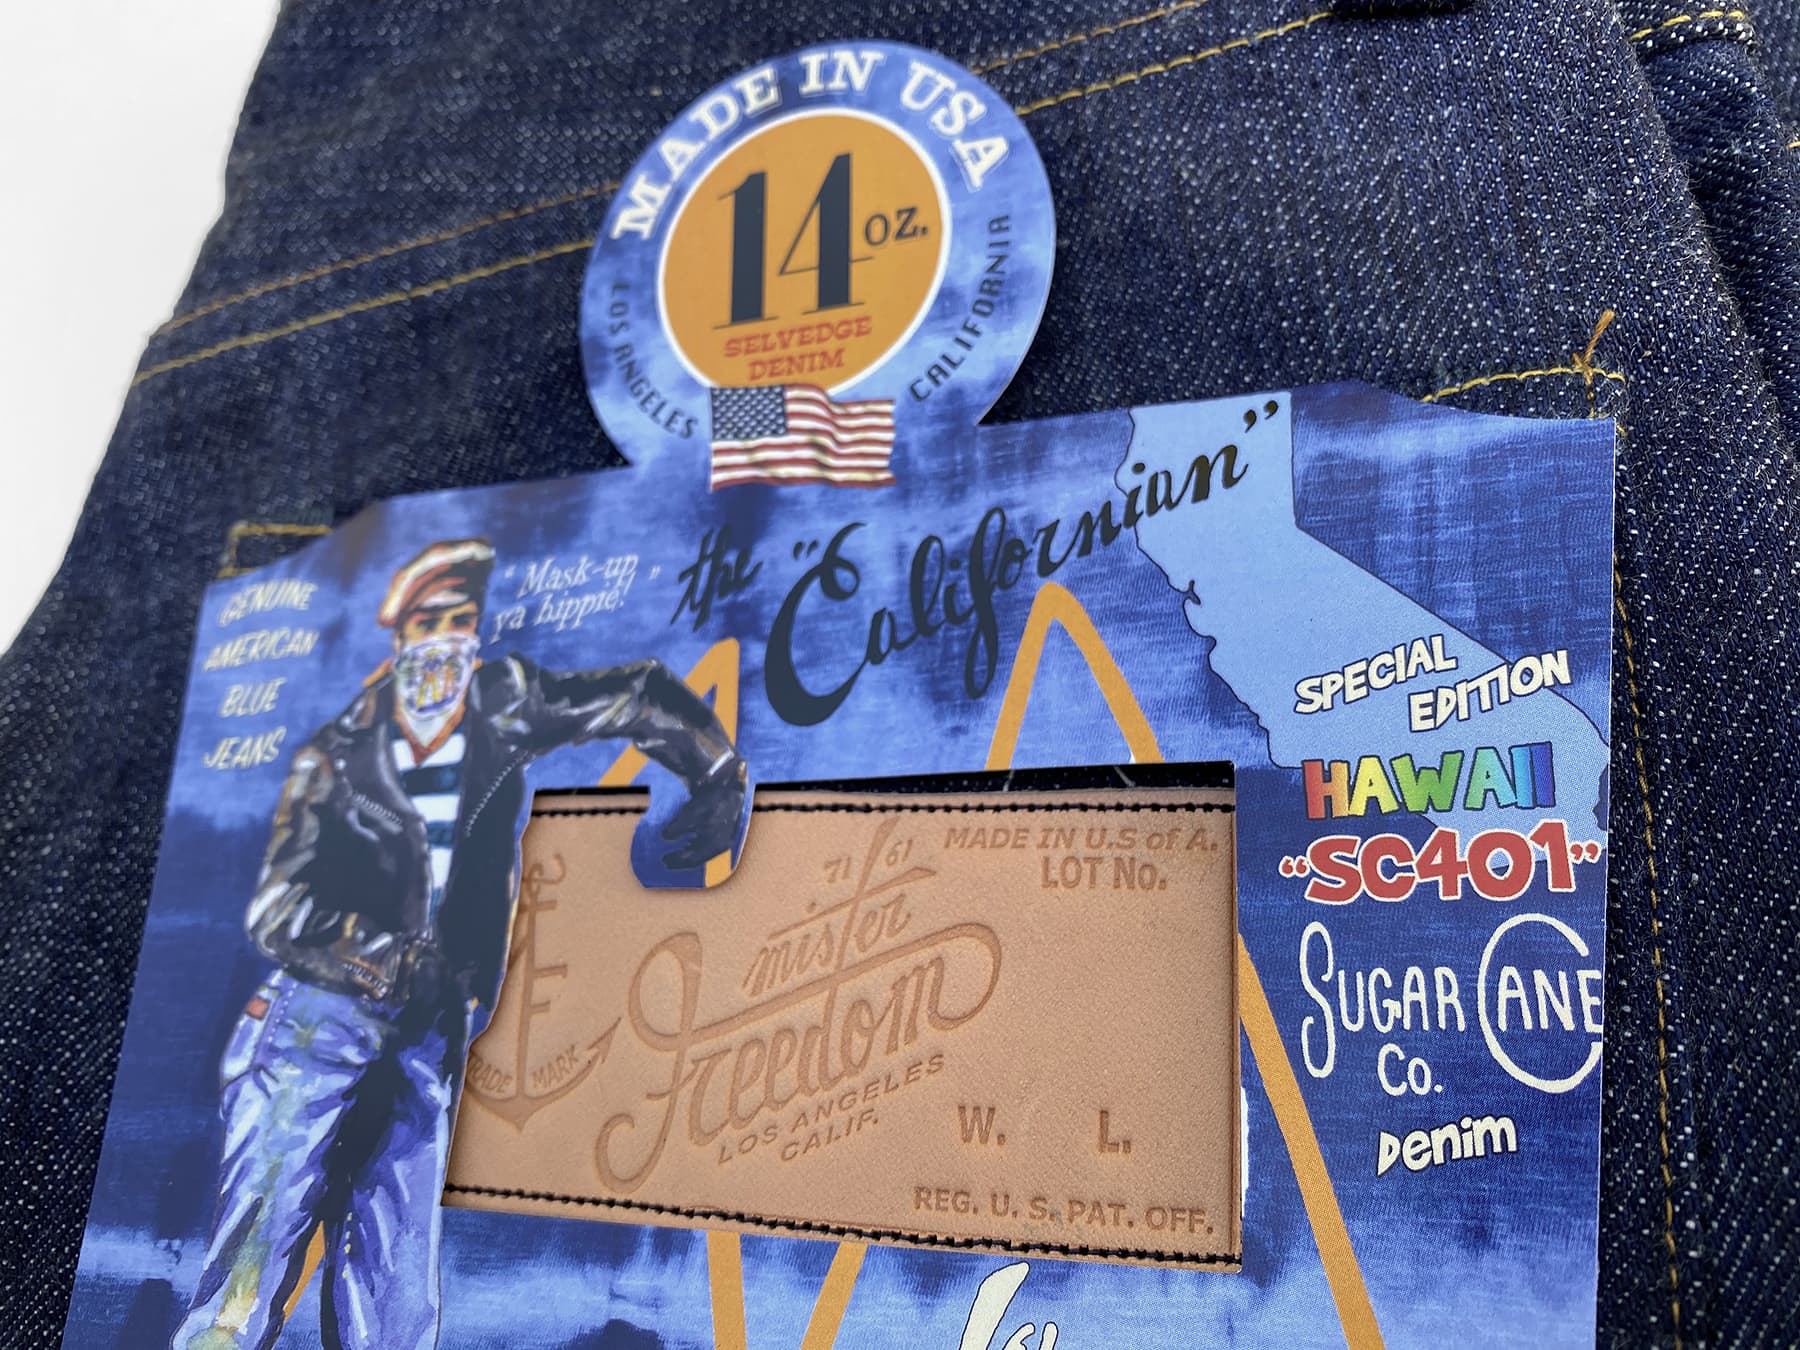 MADE IN USA
14 oz.
SELVEDGE
DENIM
LOS ANGELES
CALIFORNIA
the "Californian"
"Mask-up
ya hippie!"
GENUINE
AMERICAN
BLUE
JEANS
SPECIAL
EDITION
HAWAII
"SC401"
SUGAR CANE
Co.
Denim
MADE IN U.S of A.
LOT No.
71 61
mister
Freedom
TRADE MARK
LOS ANGELES
CALIF.
W. L.
REG. U. S. PAT. OFF.